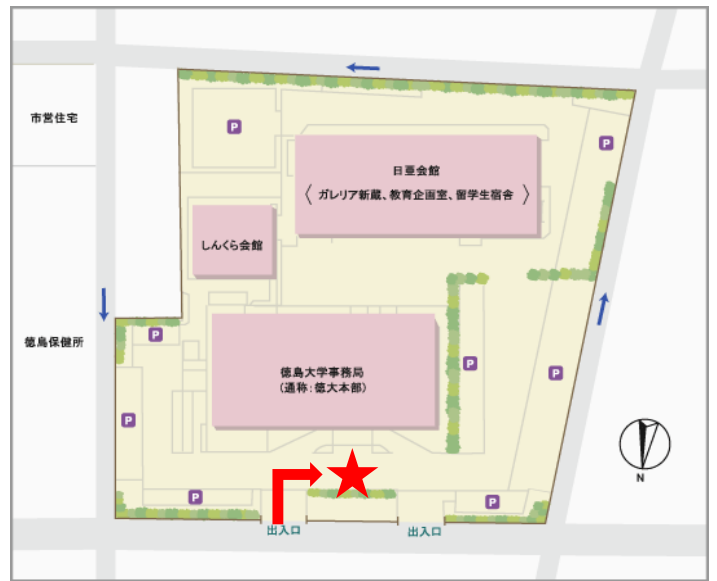 P
P
市営住宅
日亜会館
〈 ガレリア新蔵、教育企画室、留学生宿舎 〉
しんくら会館
P
徳島保健所
P
P
徳島大学事務局
(通称:徳大本部)
P
P
N
P
P
出入口
出入口